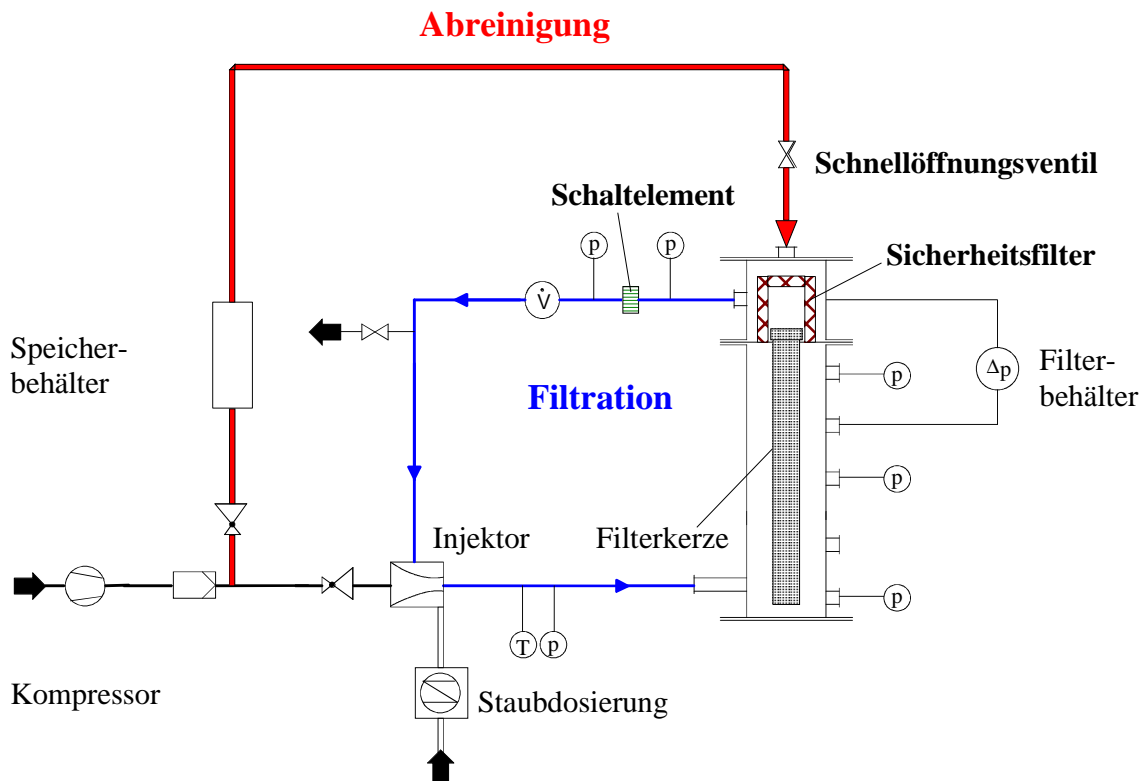 Abreinigung
Schnellöffnungsventil
Schaltelement
p
p
Sicherheitsfilter
V̇
Speicher-
behälter
Δp
Filter-
behälter
p
Filtration
p
Injektor
Filterkerze
p
T
p
Kompressor
Staubdosierung